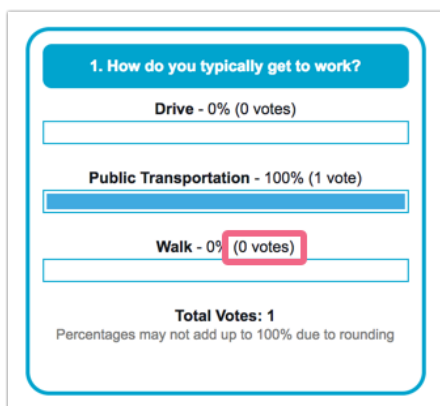 1. How do you typically get to work?
Drive - 0% (0 votes)
Public Transportation - 100% (1 vote)
Walk - 0% (0 votes)
Total Votes: 1
Percentages may not add up to 100% due to rounding